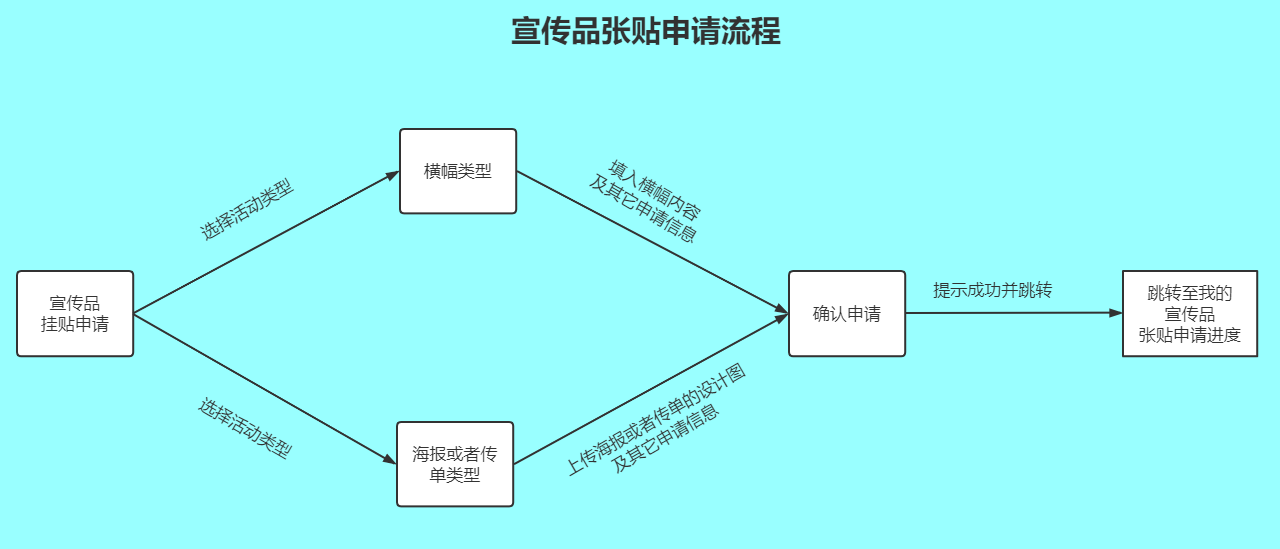 宣传品张贴申请流程
横幅类型
填入横幅内容
及其它申请信息
选择活动类型
宣传品
挂贴申请
确认申请
提示成功并跳转
跳转至我的
宣传品
张贴申请进度
选择活动类型
上传海报或者传单的设计图
及其它申请信息
海报或者传
单类型